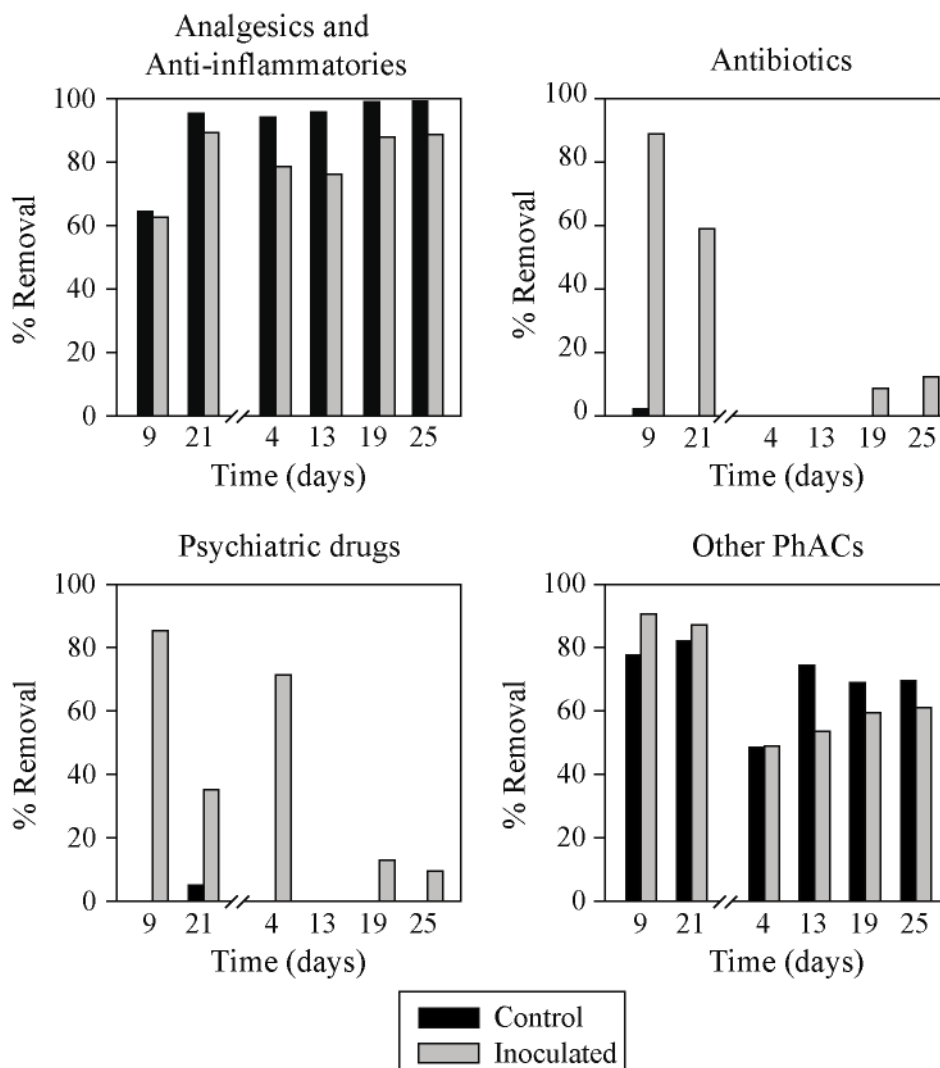 Analgesics and
Anti-inflammatories
100
80
60
40
20
0
% Removal
9 21 4 13 19 25
Time (days)
Antibiotics
100
80
60
40
20
0
% Removal
9 21 4 13 19 25
Time (days)
Psychiatric drugs
100
80
60
40
20
0
% Removal
9 21 4 13 19 25
Time (days)
Other PhACs
100
80
60
40
20
0
% Removal
9 21 4 13 19 25
Time (days)
Control
Inoculated